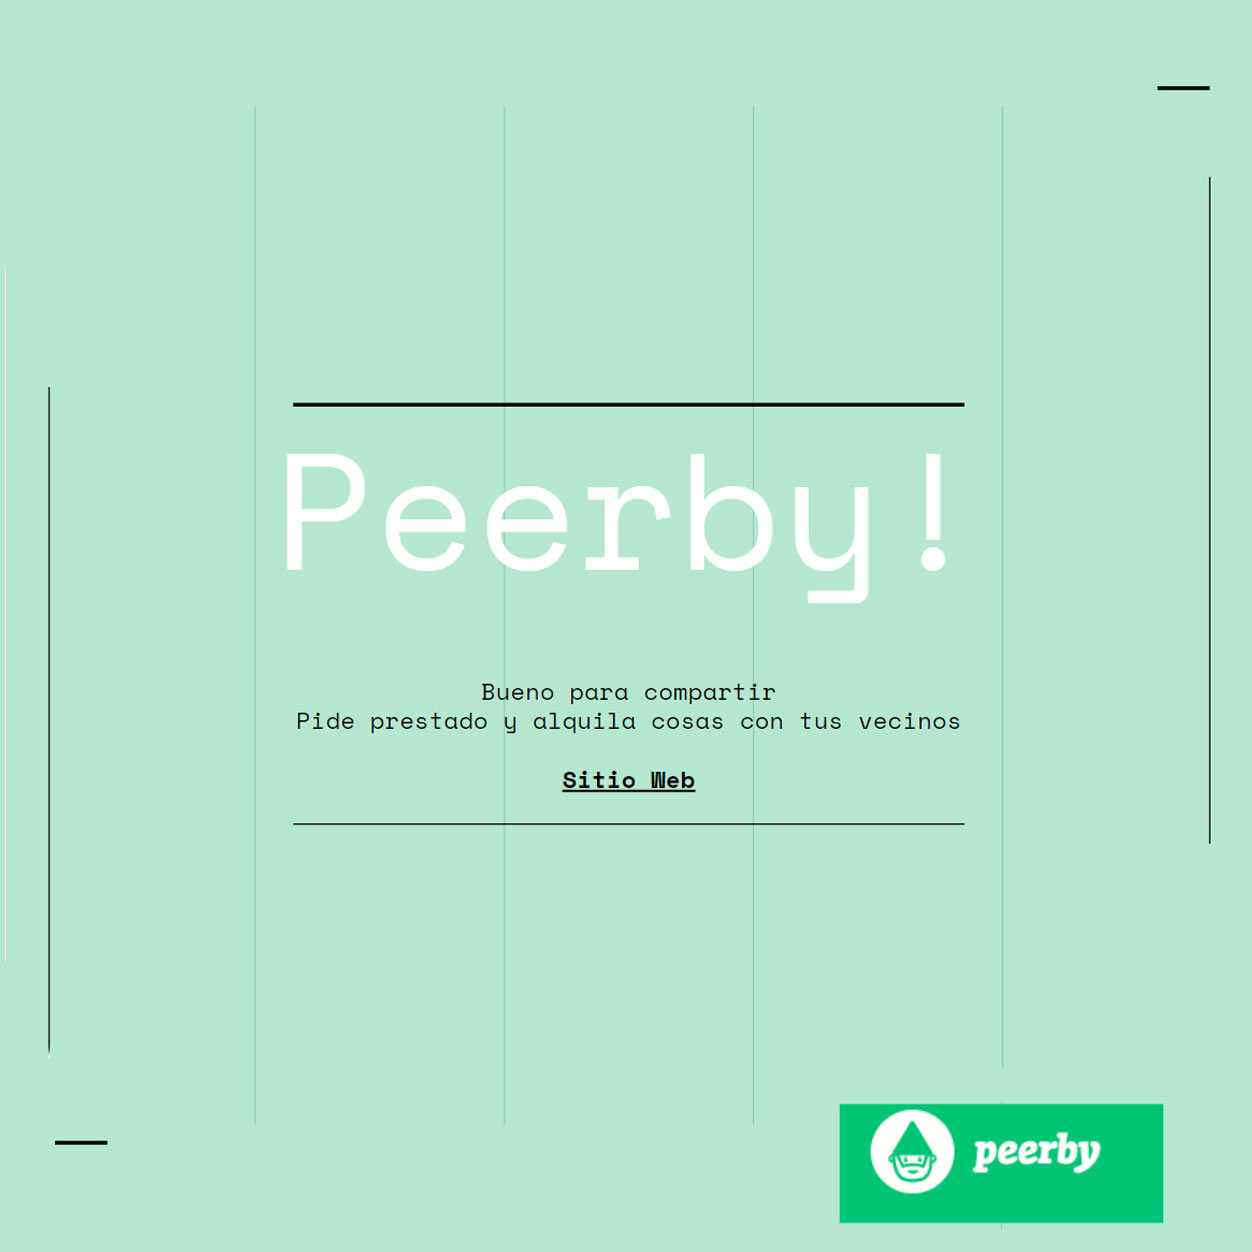 Peerby!
Bueno para compartir
Pide prestado y alquila cosas con tus vecinos
Sitio Web
peerby